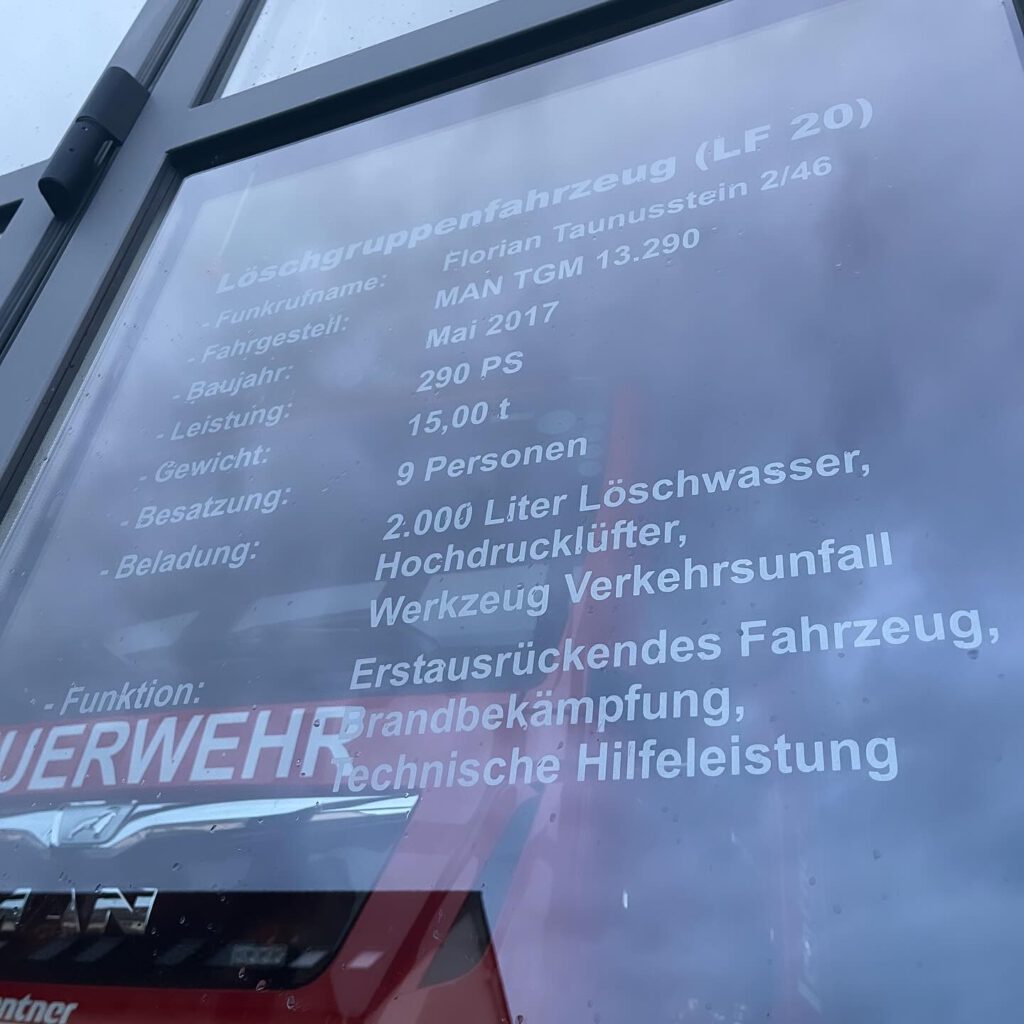 Löschgruppenfahrzeug (LF 20)
- Funkrufname: Florian Taunusstein 2/46
- Fahrgestell: MAN TGM 13.290
- Baujahr: Mai 2017
- Leistung: 290 PS
- Gewicht: 15,00 t
- Besatzung: 9 Personen
- Beladung: 2.000 Liter Löschwasser,
Hochdrucklüfter,
Werkzeug Verkehrsunfall
- Funktion: Erstausrückendes Fahrzeug,
Brandbekämpfung,
Technische Hilfeleistung
UERWEHR
MAN
ntner